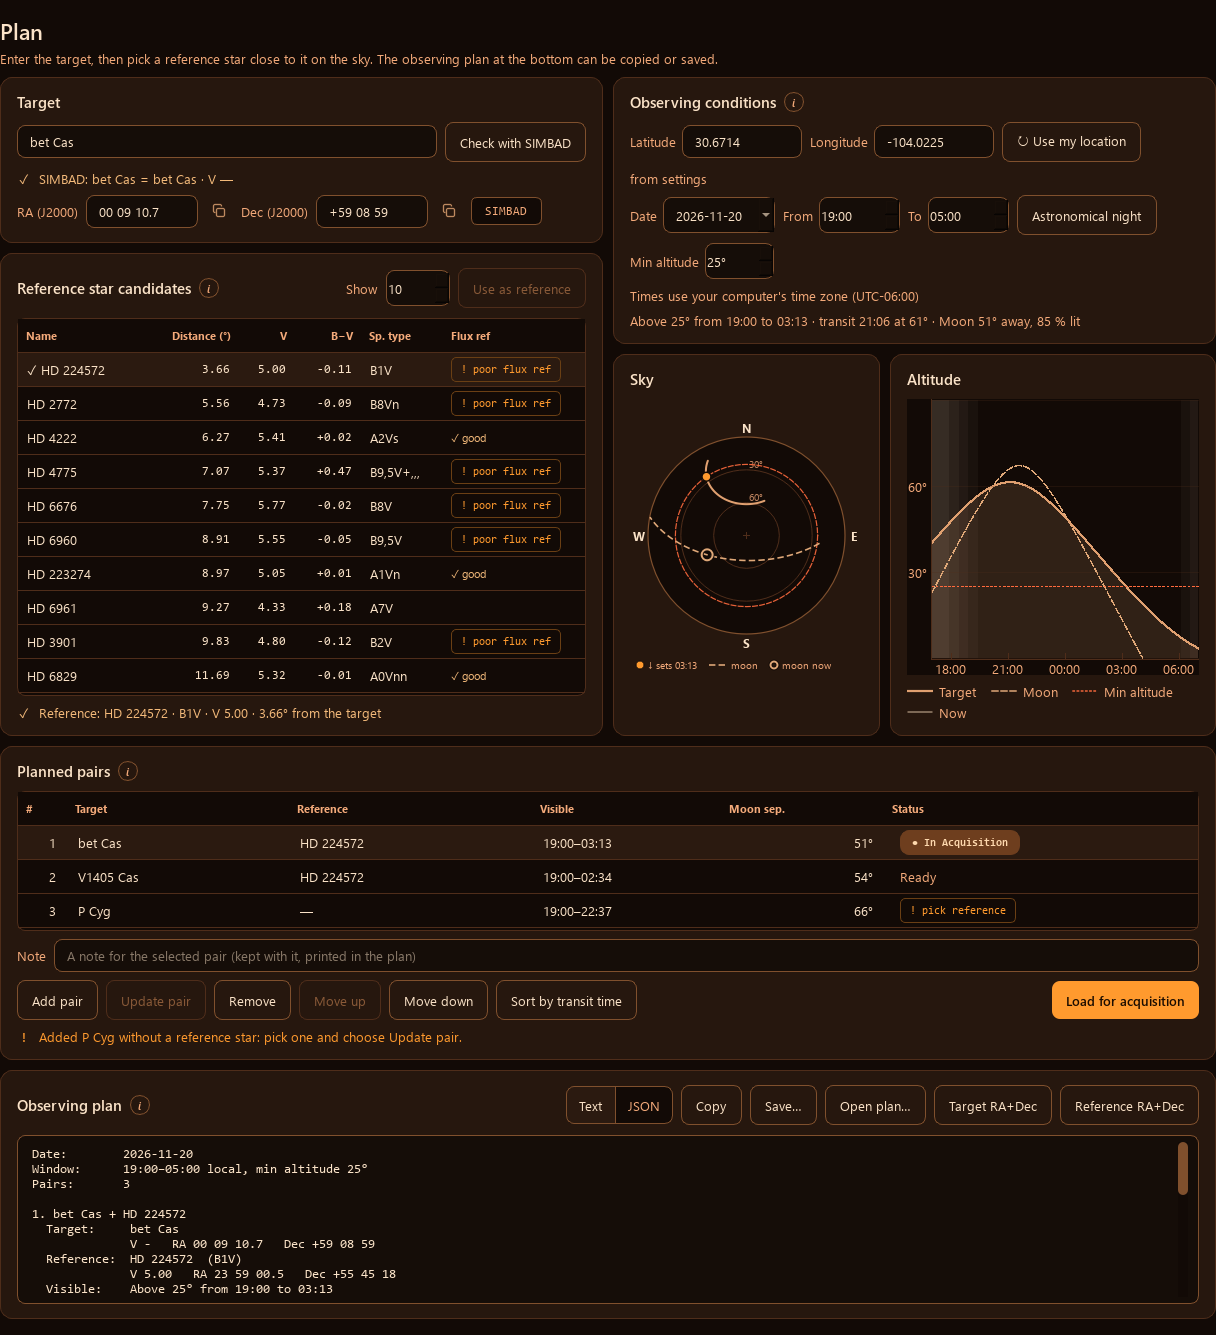 Plan
Enter the target, then pick a reference star close to it on the sky. The observing plan at the bottom can be copied or saved.
Target
bet Cas
Check with SIMBAD
✓ SIMBAD: bet Cas = bet Cas · V —
RA (J2000) 00 09 10.7 Dec (J2000) +59 08 59 SIMBAD
Reference star candidates i Show 10 Use as reference
Name Distance (°) V B−V Sp. type Flux ref
✓ HD 224572 3.66 5.00 -0.11 B1V ! poor flux ref
HD 2772 5.56 4.73 -0.09 B8Vn ! poor flux ref
HD 4222 6.27 5.41 +0.02 A2Vs ✓ good
HD 4775 7.07 5.37 +0.47 B9,5V+,,, ! poor flux ref
HD 6676 7.75 5.77 -0.02 B8V ! poor flux ref
HD 6960 8.91 5.55 -0.05 B9,5V ! poor flux ref
HD 223274 8.97 5.05 +0.01 A1Vn ✓ good
HD 6961 9.27 4.33 +0.18 A7V
HD 3901 9.83 4.80 -0.12 B2V ! poor flux ref
HD 6829 11.69 5.32 -0.01 A0Vnn ✓ good
✓ Reference: HD 224572 · B1V · V 5.00 · 3.66° from the target
Observing conditions i
Latitude 30.6714 Longitude -104.0225 ↻ Use my location
from settings
Date 2026-11-20 From 19:00 To 05:00 Astronomical night
Min altitude 25°
Times use your computer's time zone (UTC-06:00)
Above 25° from 19:00 to 03:13 · transit 21:06 at 61° · Moon 51° away, 85 % lit
Sky
N
30°
60°
W E
S
↓ sets 03:13 moon moon now
Altitude
60°
30°
18:00 21:00 00:00 03:00 06:00
Target Moon Min altitude
Now
Planned pairs i
# Target Reference Visible Moon sep. Status
1 bet Cas HD 224572 19:00–03:13 51° ● In Acquisition
2 V1405 Cas HD 224572 19:00–02:34 54° Ready
3 P Cyg — 19:00–22:37 66° ! pick reference
Note A note for the selected pair (kept with it, printed in the plan)
Add pair Update pair Remove Move up Move down Sort by transit time Load for acquisition
! Added P Cyg without a reference star: pick one and choose Update pair.
Observing plan i Text JSON Copy Save... Open plan... Target RA+Dec Reference RA+Dec
Date: 2026-11-20
Window: 19:00–05:00 local, min altitude 25°
Pairs: 3
1. bet Cas + HD 224572
Target: bet Cas
V - RA 00 09 10.7 Dec +59 08 59
Reference: HD 224572 (B1V)
V 5.00 RA 23 59 00.5 Dec +55 45 18
Visible: Above 25° from 19:00 to 03:13